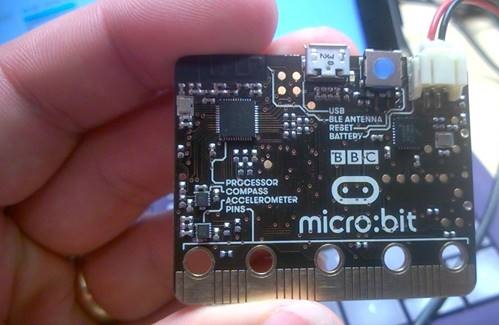 USB
BLE ANTENNA
RESET
BATTERY
BBC
PROCESSOR
COMPASS
ACCELEROMETER
PINS
micro:bit